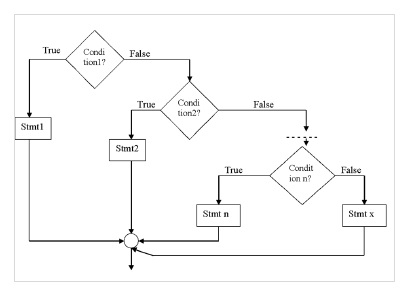 Condi
tion1?
True
False
Stmt1
Condi
tion2?
True
False
Stmt2
Condit
ion n?
True
False
Stmt n
Stmt x